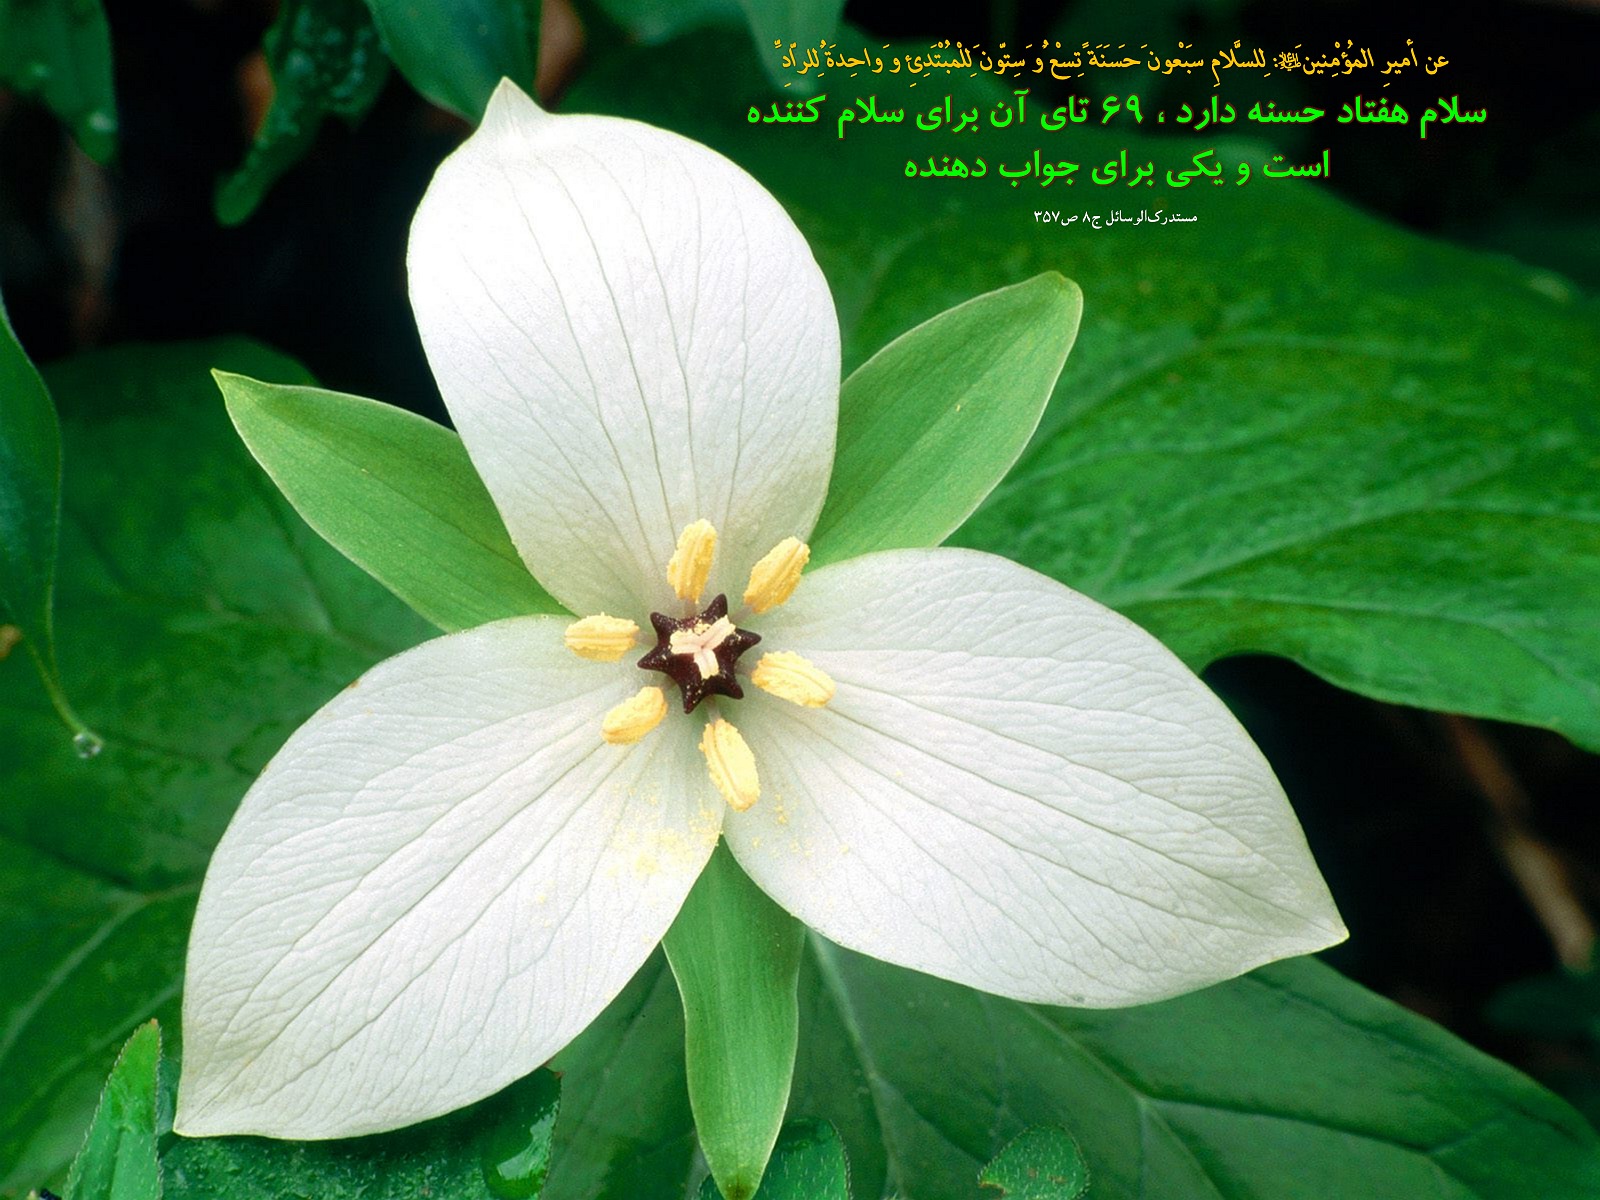 عن أميرِ المُؤْمِنينَ؏: لِلسَّلامِ سَبْعونَ حَسَنَةً تِسْعٌ وَ سِتّونَ لِلْمُبْتَدِئِ وَ واحِدَةٌ لِلرّادِّ
سلام هفتاد حسنه دارد ، ۶۹ تای آن برای سلام کننده
است و یکی برای جواب دهنده
مستدرک‌الوسائل ج۸ ص۳۵۷